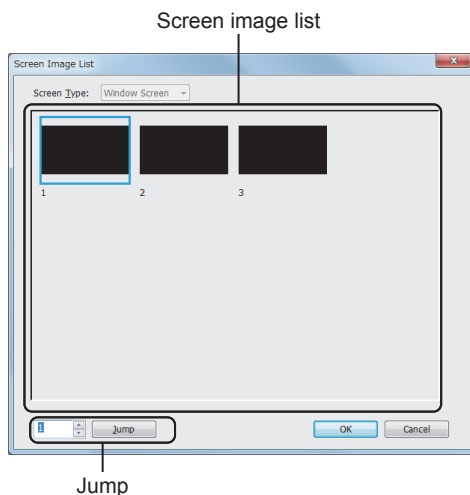 Screen image list
Screen Image List
Screen Type: Window Screen
1 2 3
1 Jump OK Cancel
Jump